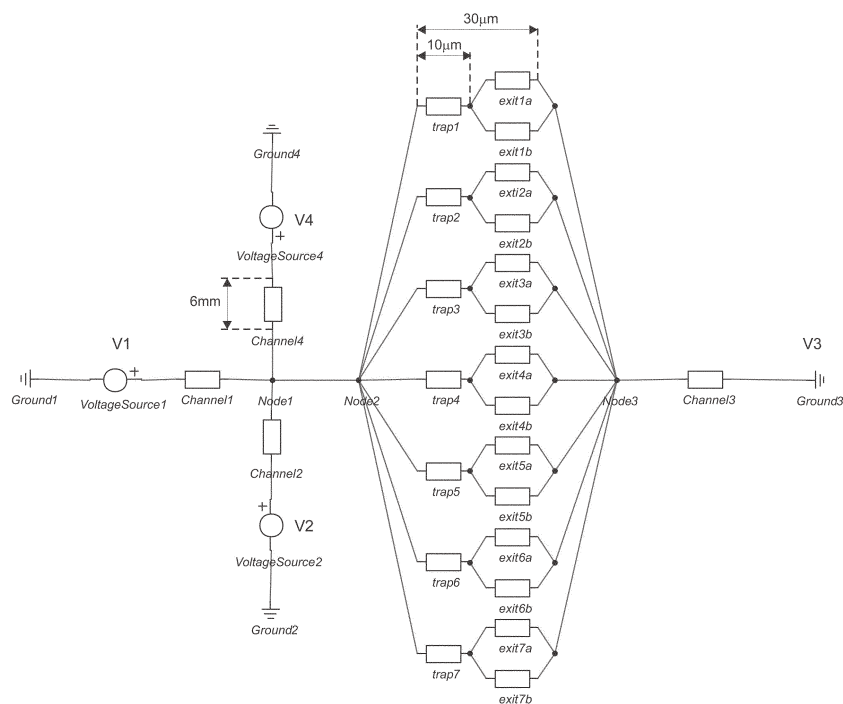 30μm
10μm
exit1a
trap1
exit1b
Ground4
exti2a
trap2
V4
exit2b
VoltageSource4
exit3a
6mm
trap3
exit3b
Channel4
V1
V3
exit4a
Ground1
VoltageSource1
Channel1
Node1
Node2
trap4
Node3
Channel3
Ground3
exit4b
exit5a
Channel2
trap5
exit5b
V2
VoltageSource2
exit6a
trap6
exit6b
Ground2
exit7a
trap7
exit7b